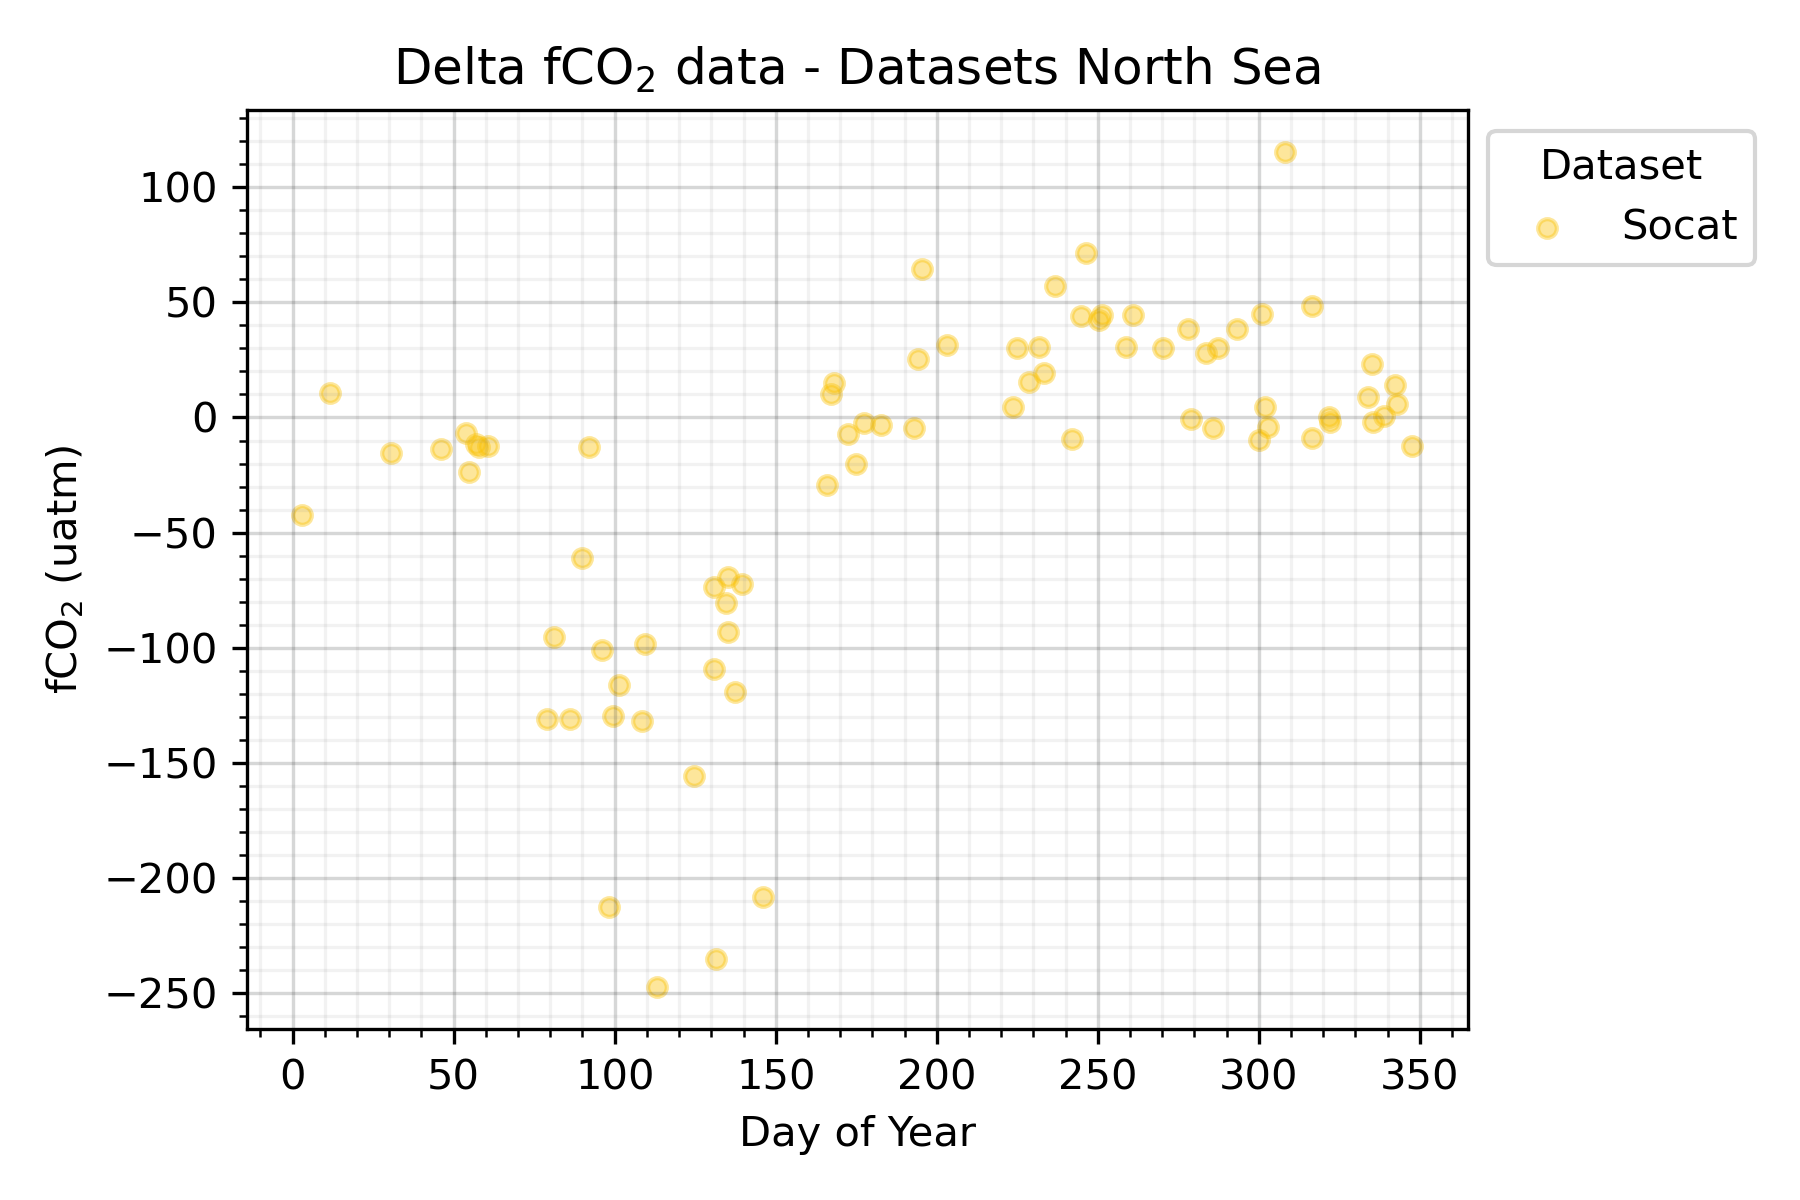 Delta fCO₂ data - Datasets North Sea
Dataset
Socat
fCO₂ (uatm)
100
50
0
−50
−100
−150
−200
−250
0 50 100 150 200 250 300 350
Day of Year